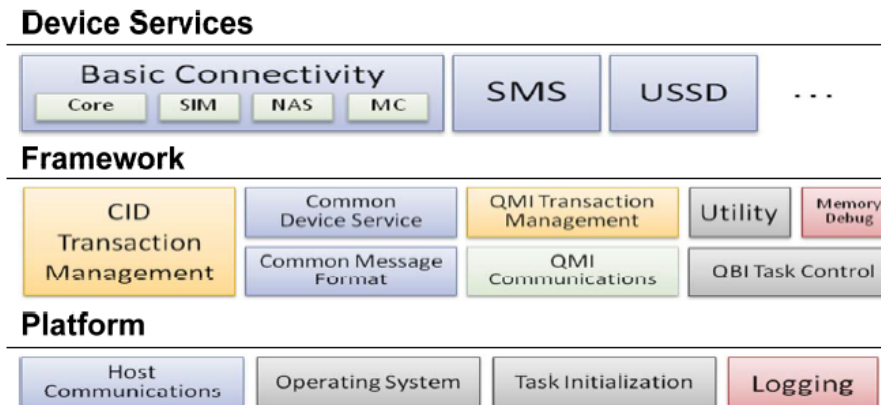 Device Services
Basic Connectivity
Core SIM NAS MC
SMS
USSD
...
Framework
CID
Transaction
Management
Common
Device Service
QMI Transaction
Management
Utility
Memory
Debug
Common Message
Format
QMI
Communications
QBI Task Control
Platform
Host
Communications
Operating System
Task Initialization
Logging